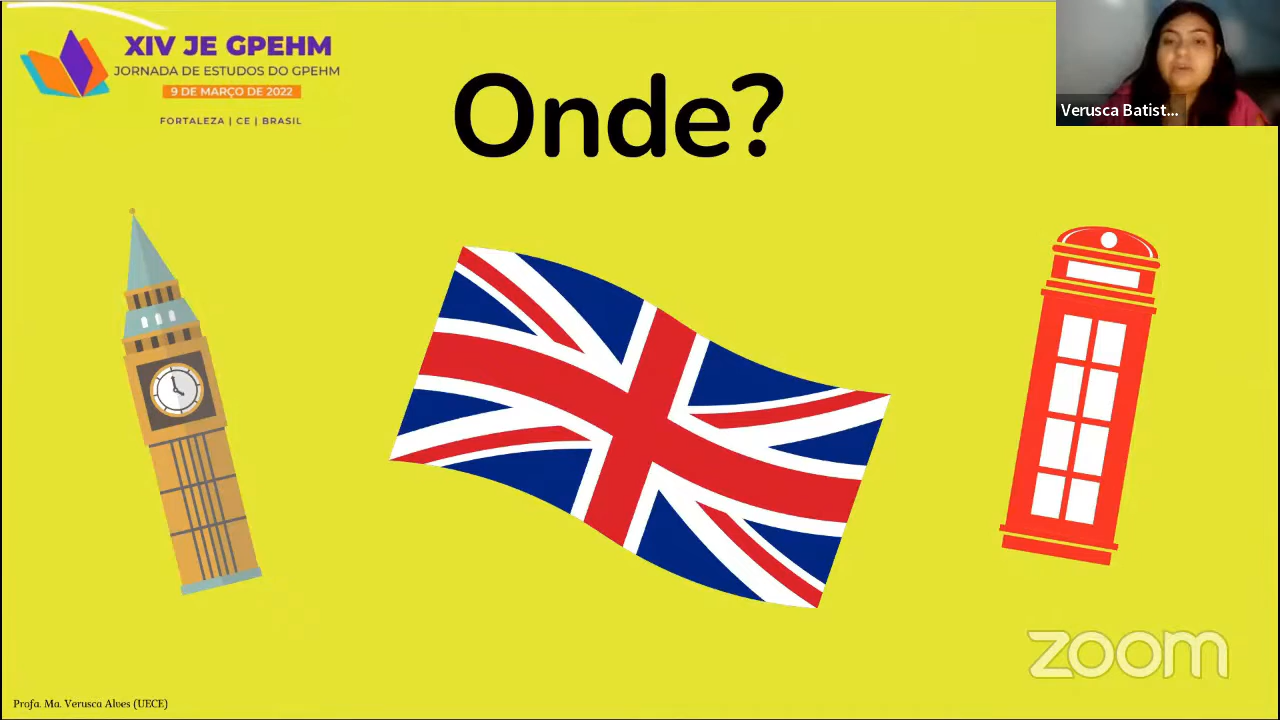 XIV JE GPEHM
JORNADA DE ESTUDOS DO GPEHM
9 DE MARÇO DE 2022
FORTALEZA | CE | BRASIL
Onde?
Verusca Batist...
zoom
Profa. Ma. Verusca Alves (UECE)